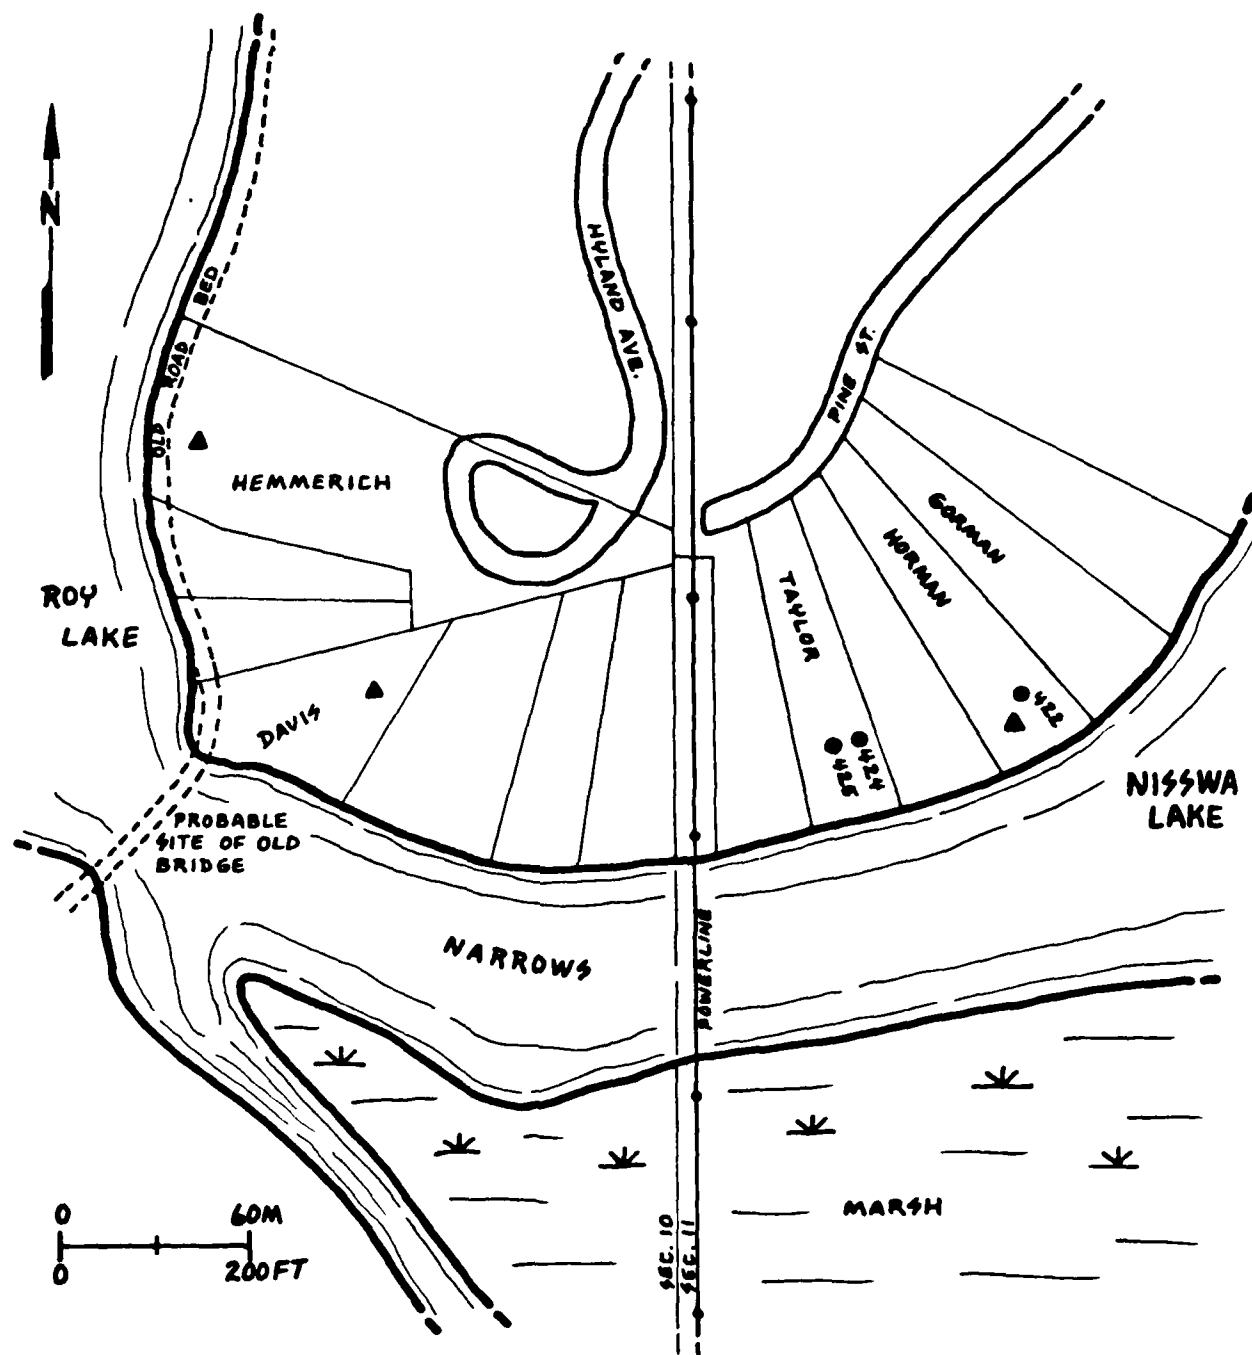 N
OLD ROAD BED
HYLAND AVE.
PINE ST.
HEMMERICH
GORMAN
HORMAN
TAYLOR
ROY
LAKE
DAVIS
422
424
425
NISSWA
LAKE
PROBABLE
SITE OF OLD
BRIDGE
NARROWS
POWERLINE
MARSH
SEC. 10
SEC. 11
0 60M
0 200FT